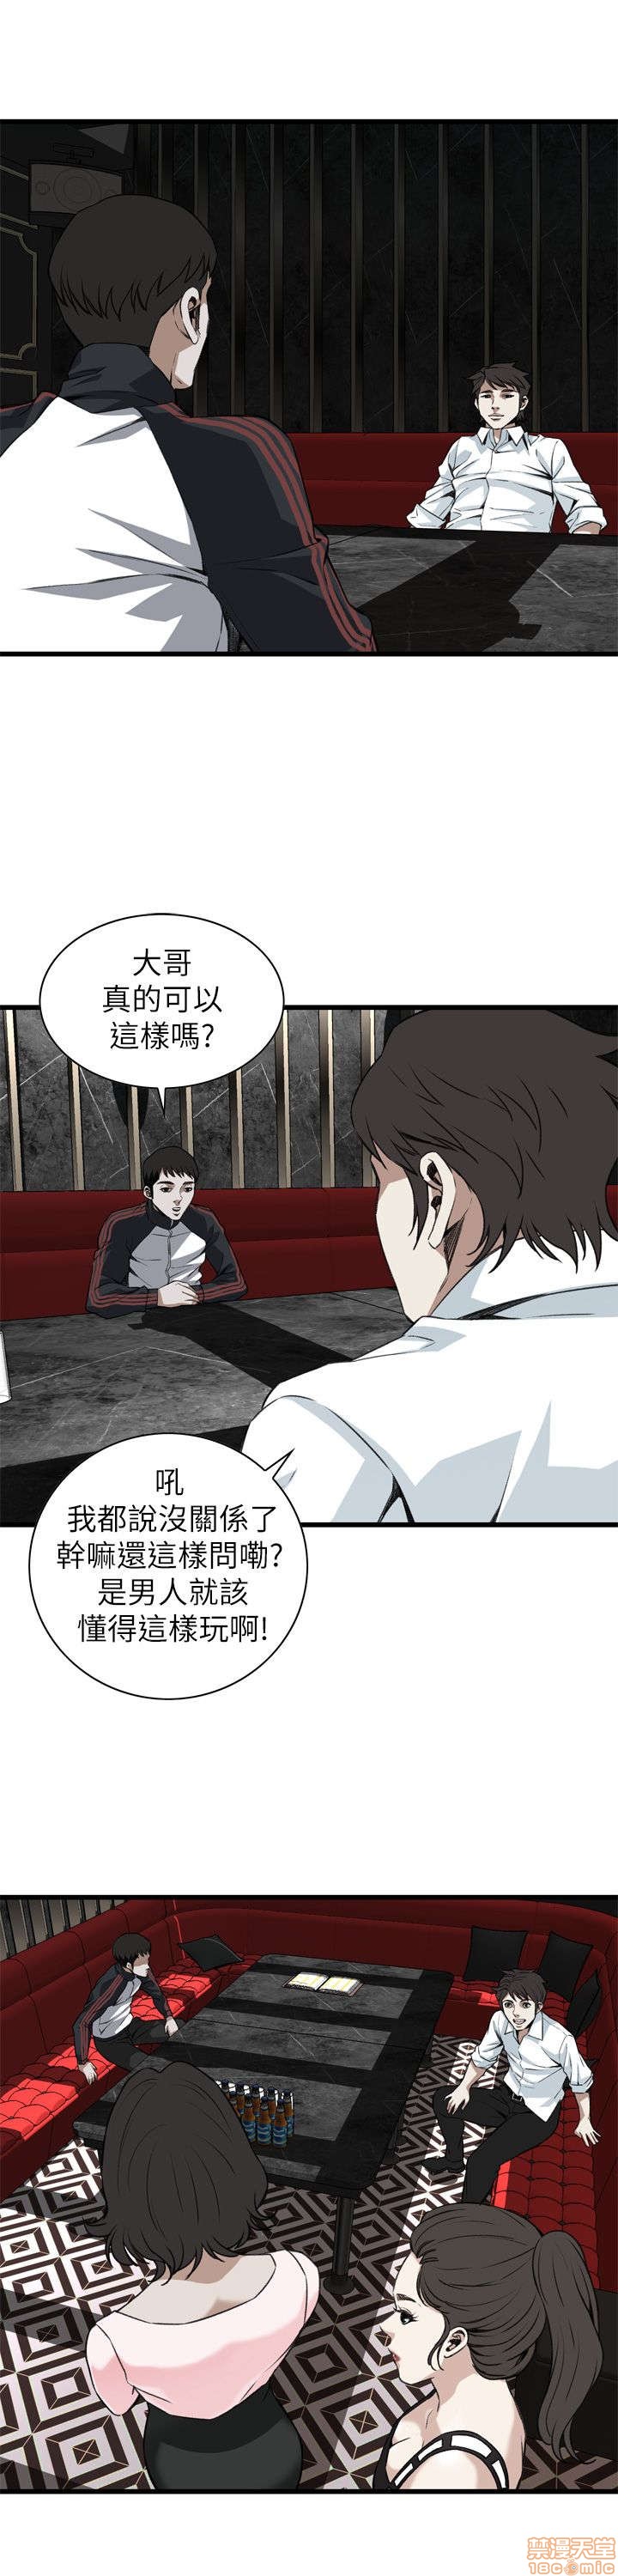 大哥
真的可以
這樣嗎?
吼
我都說沒關係了
幹嘛還這樣問嘞?
是男人就該
懂得這樣玩啊!
禁漫天堂
18comic